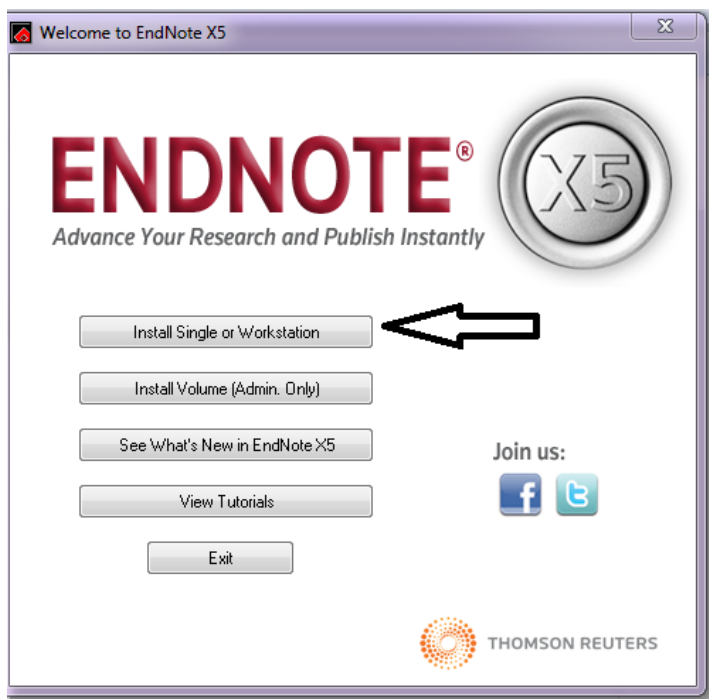 Welcome to EndNote X5
ENDNOTE®
X5
Advance Your Research and Publish Instantly
Install Single or Workstation
Install Volume (Admin. Only)
See What's New in EndNote X5
View Tutorials
Exit
Join us:
f t
THOMSON REUTERS